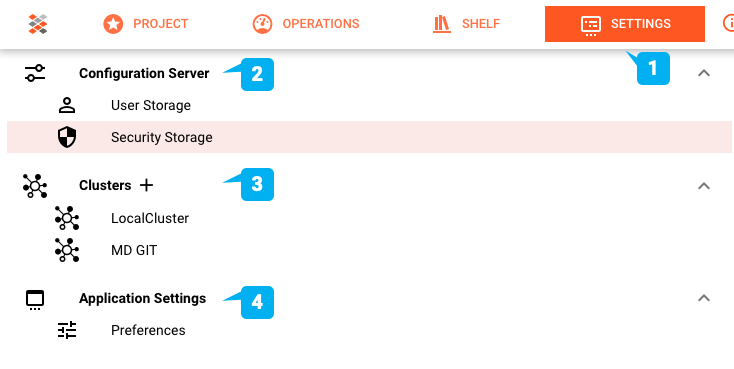 PROJECT OPERATIONS SHELF SETTINGS
1
Configuration Server 2
User Storage
Security Storage
Clusters + 3
LocalCluster
MD GIT
Application Settings 4
Preferences